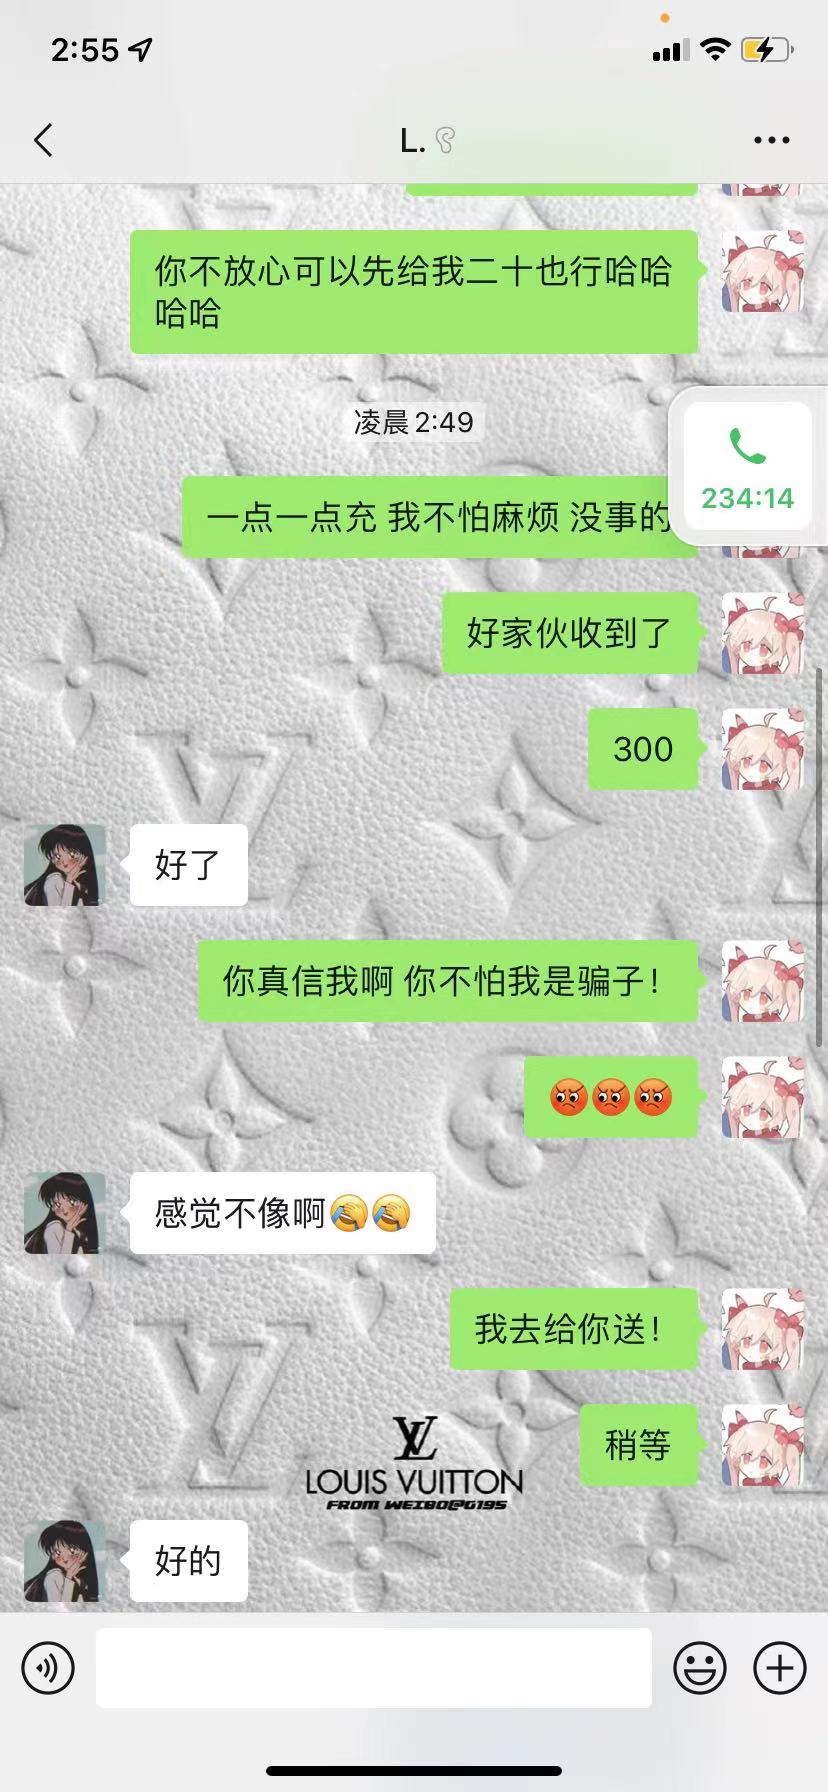 2:55
L.
你不放心可以先给我二十也行哈哈
哈哈
凌晨 2:49
234:14
一点一点充 我不怕麻烦 没事的
好家伙收到了
300
好了
你真信我啊 你不怕我是骗子！
感觉不像啊
我去给你送！
稍等
LOUIS VUITTON
FROM WEIBO@G195
好的